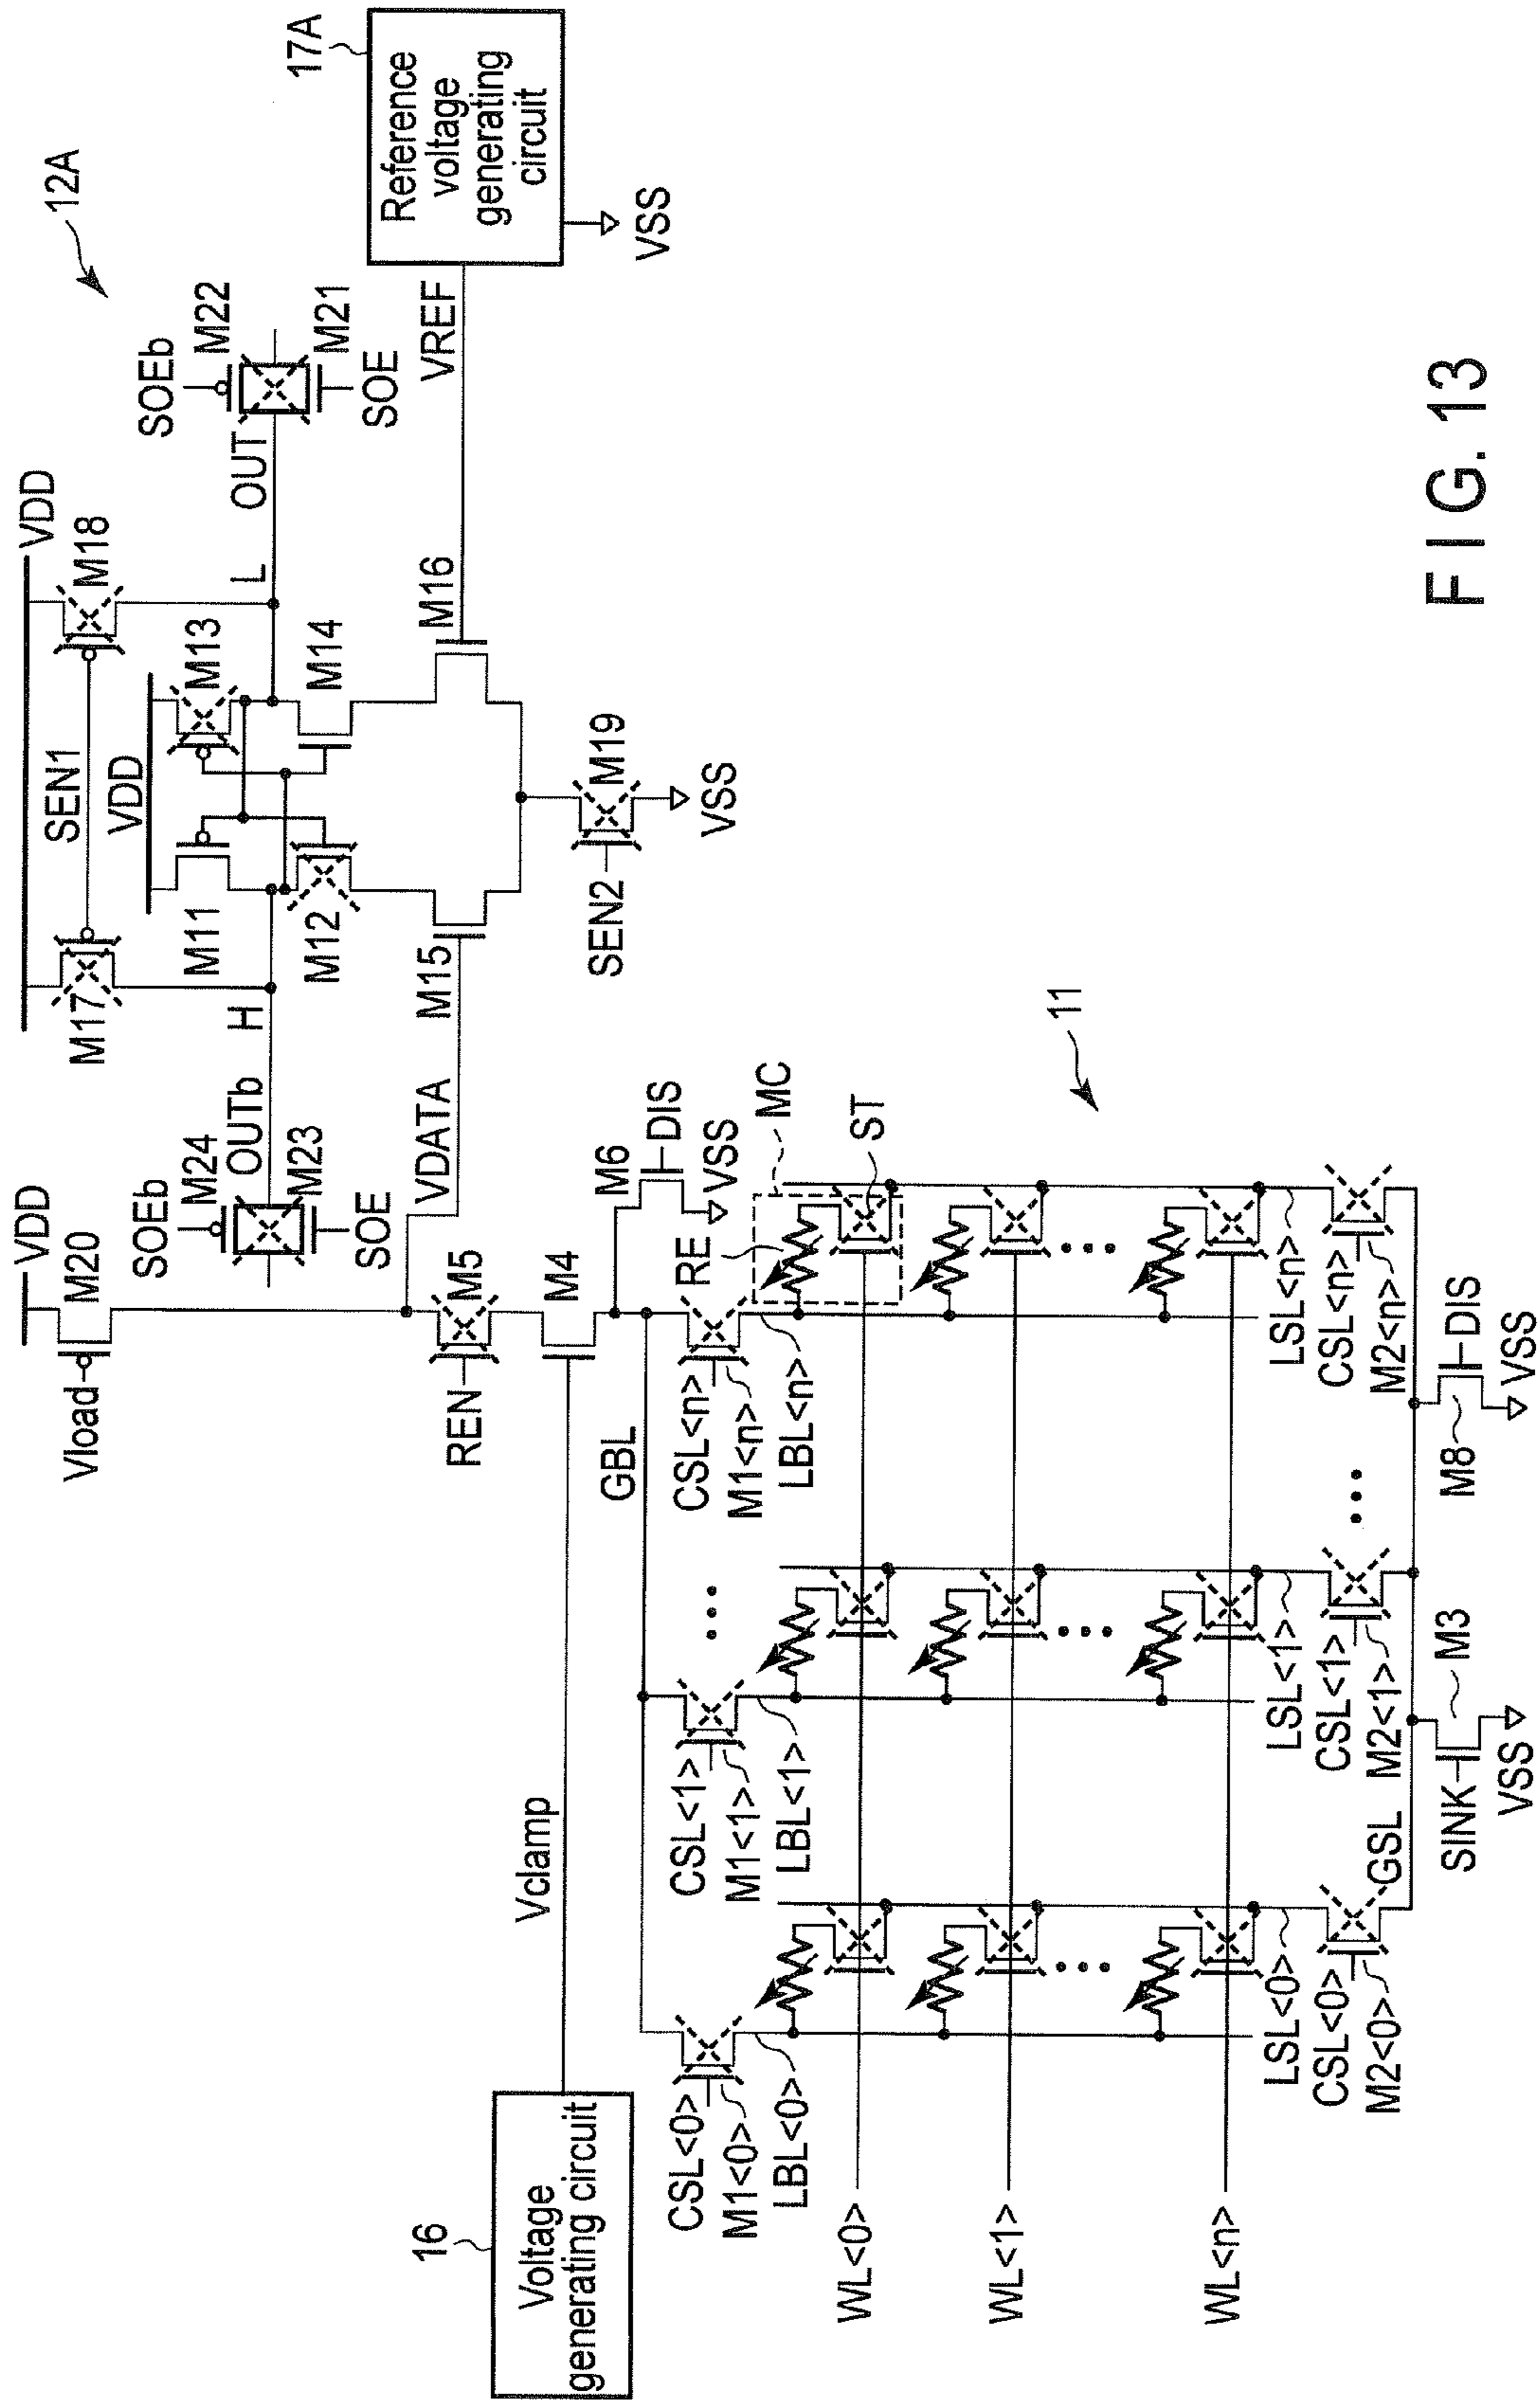 12A
17A
Reference
voltage
generating
circuit
VSS
VDD
SEN1
M17
M18
VDD
M11
M13
M12
M14
H
L
OUTb
OUT
SOEb
M24
M23
SOE
SOEb
M22
M21
SOE
VDD
Vload
M20
VDATA
M15
M16
VREF
SEN2
M19
VSS
REN
M5
M4
M6
DIS
VSS
16
Voltage
generating circuit
Vclamp
GBL
11
MC
RE
ST
CSL<0>
M1<0>
LBL<0>
CSL<1>
M1<1>
LBL<1>
CSL<n>
M1<n>
LBL<n>
WL<0>
WL<1>
WL<n>
LSL<0>
CSL<0>
M2<0>
LSL<1>
CSL<1>
M2<1>
LSL<n>
CSL<n>
M2<n>
GSL
SINK
M3
VSS
M8
DIS
VSS
FIG. 13